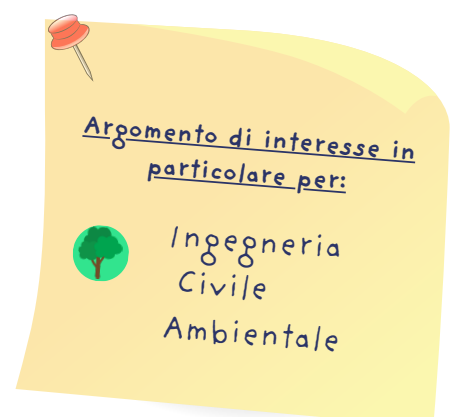 Argomento di interesse in
particolare per:
Ingegneria
Civile
Ambientale